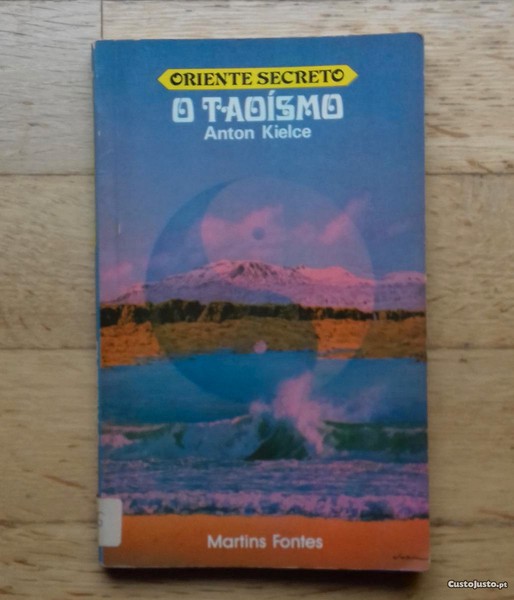 ORIENTE SECRETO
O TAOÍSMO
Anton Kielce
Martins Fontes
CustoJusto.pt